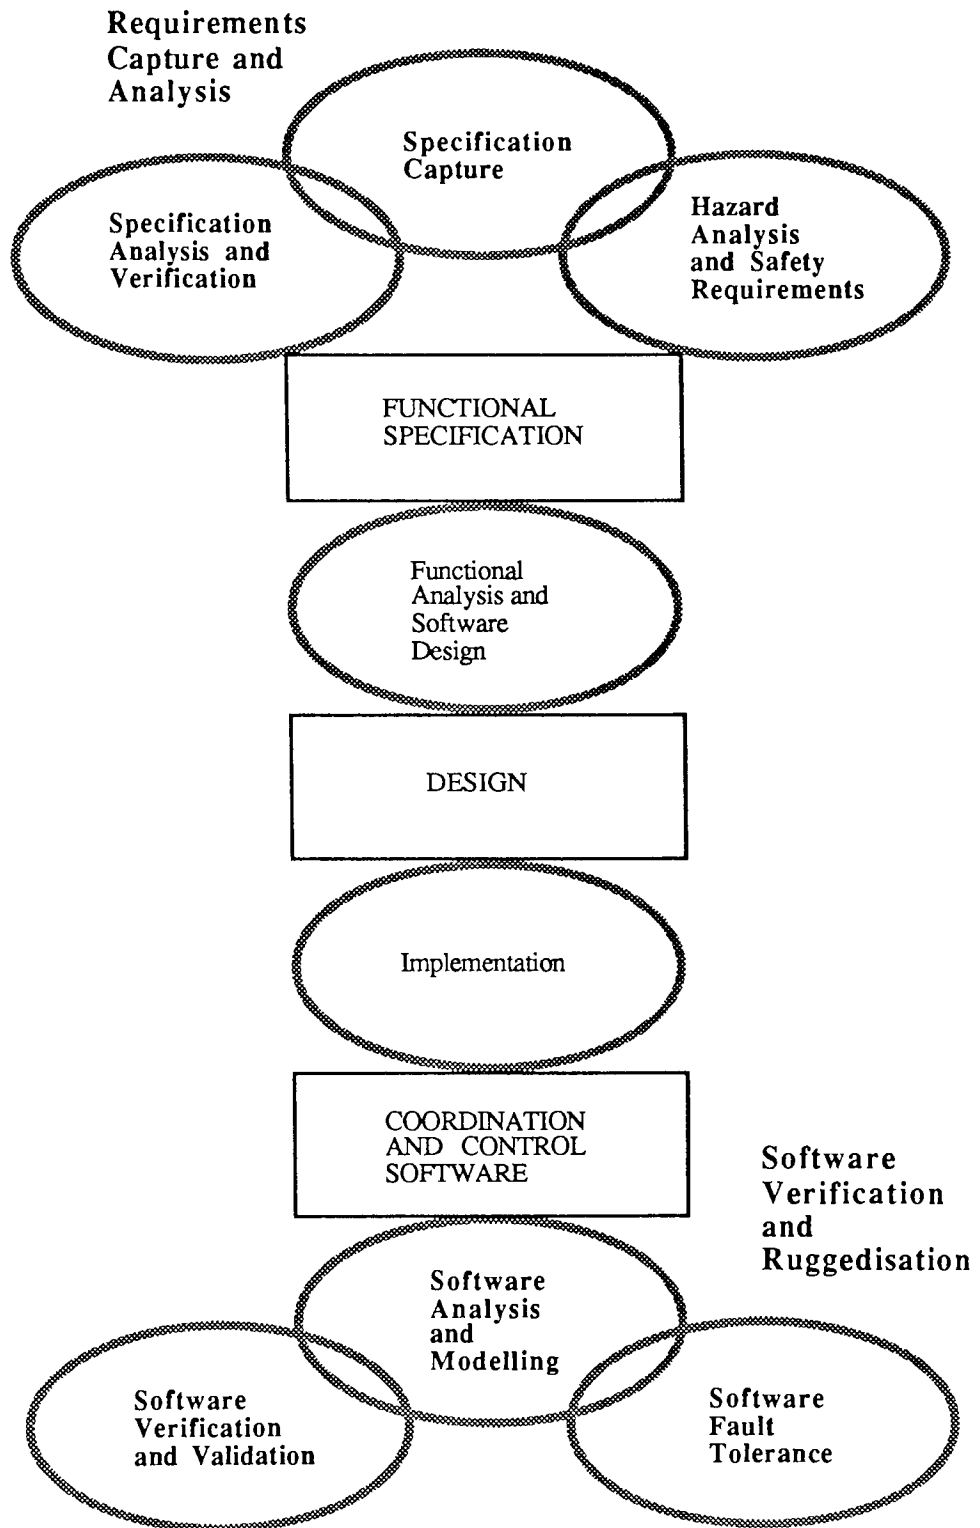 Requirements
Capture and
Analysis
Specification
Capture
Specification
Analysis and
Verification
Hazard
Analysis
and Safety
Requirements
FUNCTIONAL
SPECIFICATION
Functional
Analysis and
Software
Design
DESIGN
Implementation
COORDINATION
AND CONTROL
SOFTWARE
Software
Verification
and
Ruggedisation
Software
Analysis
and
Modelling
Software
Verification
and Validation
Software
Fault
Tolerance